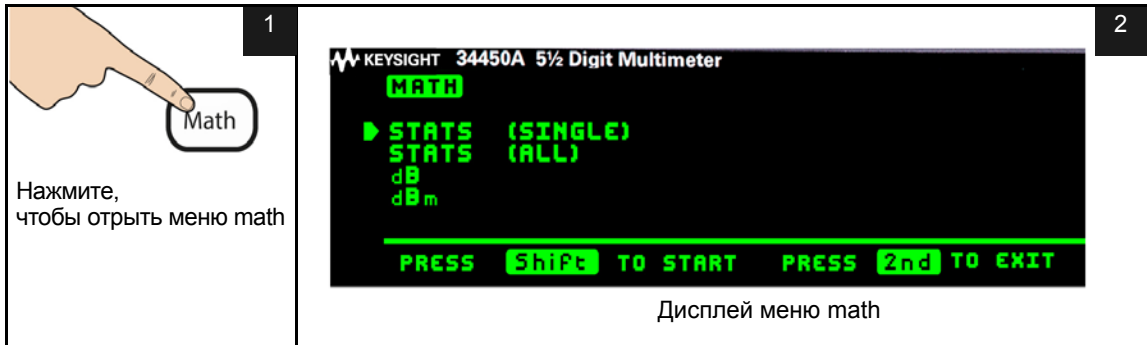 1
Math
Нажмите,
чтобы отрыть меню math
2
KEYSIGHT 34450A 5½ Digit Multimeter
MATH
STATS (SINGLE)
STATS (ALL)
dB
dBm
PRESS Shift TO START PRESS 2nd TO EXIT
Дисплей меню math